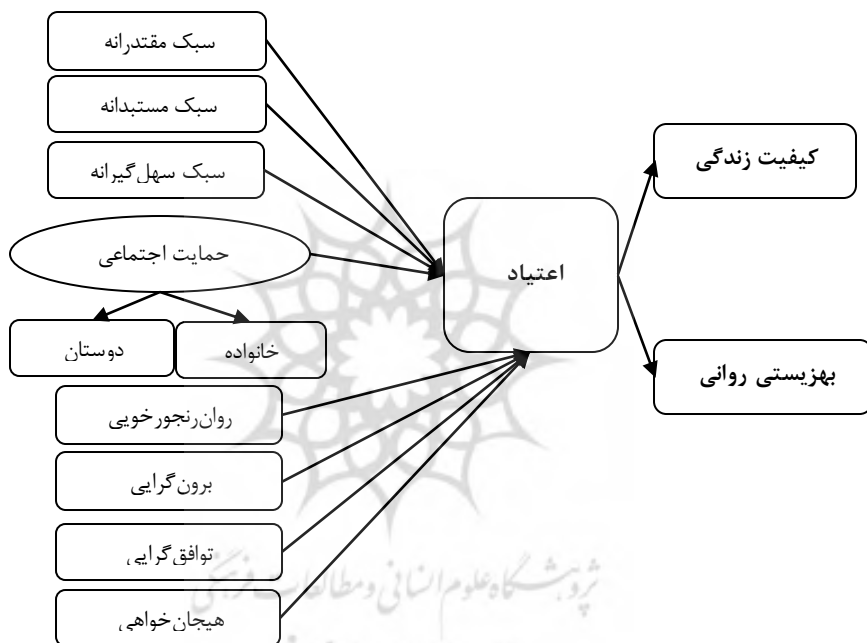 سبک مقتدرانه
سبک مستبدانه
سبک سهل‌گیرانه
حمایت اجتماعی
خانواده
دوستان
روان‌رنجورخویی
برون‌گرایی
توافق‌گرایی
هیجان‌خواهی
اعتیاد
کیفیت زندگی
بهزیستی روانی
پژوهشگاه علوم انسانی و مطالعات فرهنگی